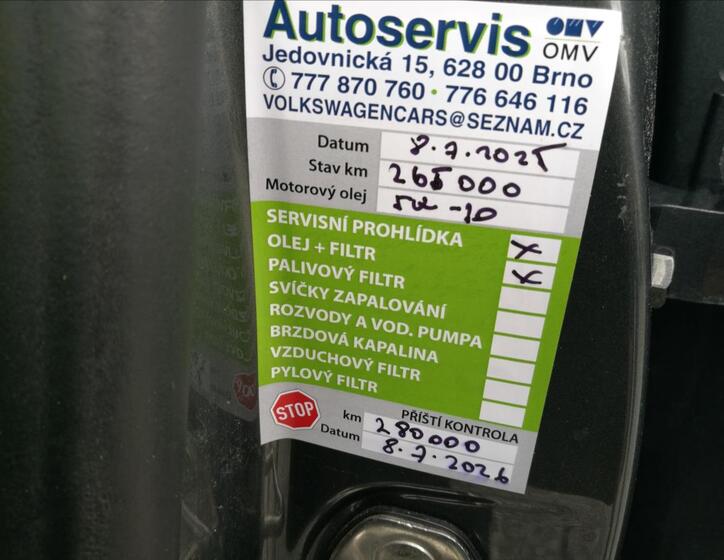 Autoservis OMV
Jedovnická 15, 628 00 Brno OMV
777 870 760 • 776 646 116
VOLKSWAGENCARS@SEZNAM.CZ
Datum 8.7.2025
Stav km 265000
Motorový olej 5W-40
SERVISNÍ PROHLÍDKA X
OLEJ + FILTR X
PALIVOVÝ FILTR
SVÍČKY ZAPALOVÁNÍ
ROZVODY A VOD. PUMPA
BRZDOVÁ KAPALINA
VZDUCHOVÝ FILTR
PYLOVÝ FILTR
STOP
PŘÍŠTÍ KONTROLA
km 280000
Datum 8.7.2026